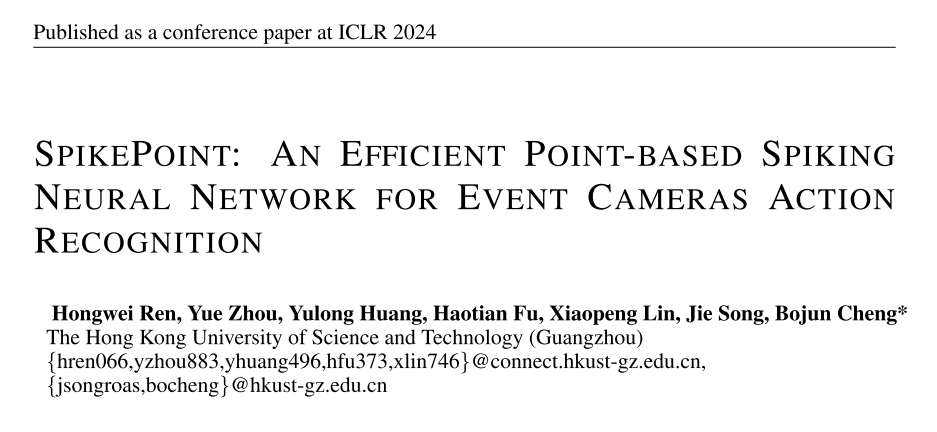 Published as a conference paper at ICLR 2024
SPIKEPOINT: AN EFFICIENT POINT-BASED SPIKING
NEURAL NETWORK FOR EVENT CAMERAS ACTION
RECOGNITION
Hongwei Ren, Yue Zhou, Yulong Huang, Haotian Fu, Xiaopeng Lin, Jie Song, Bojun Cheng*
The Hong Kong University of Science and Technology (Guangzhou)
{hren066,yzhou883,yhuang496,hfu373,xlin746}@connect.hkust-gz.edu.cn,
{jsongroas,bocheng}@hkust-gz.edu.cn